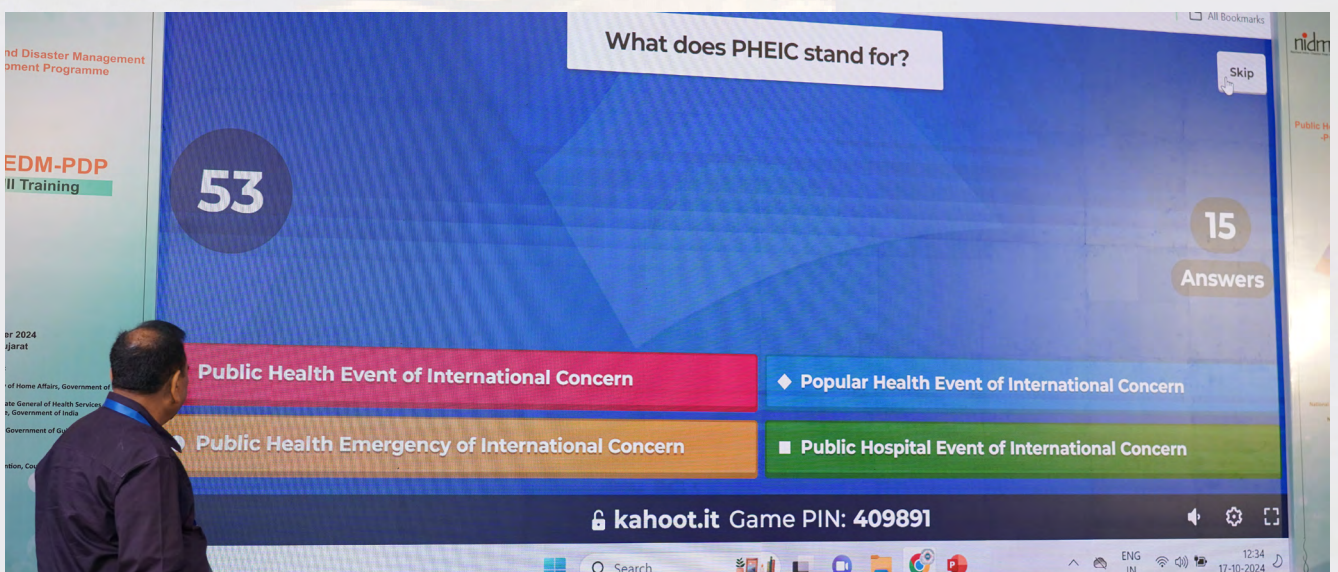 All Bookmarks
What does PHEIC stand for?
Skip
nd Disaster Management
pment Programme
nidm
Public H
-P
EDM-PDP
II Training
53
15
Answers
er 2024
ujarat
of Home Affairs, Government of
ate General of Health Services
e, Government of India
Government of Gu
ntion, Cou
Public Health Event of International Concern
Popular Health Event of International Concern
Public Health Emergency of International Concern
Public Hospital Event of International Concern
kahoot.it Game PIN: 409891
Search
ENG
IN
12:34
17-10-2024